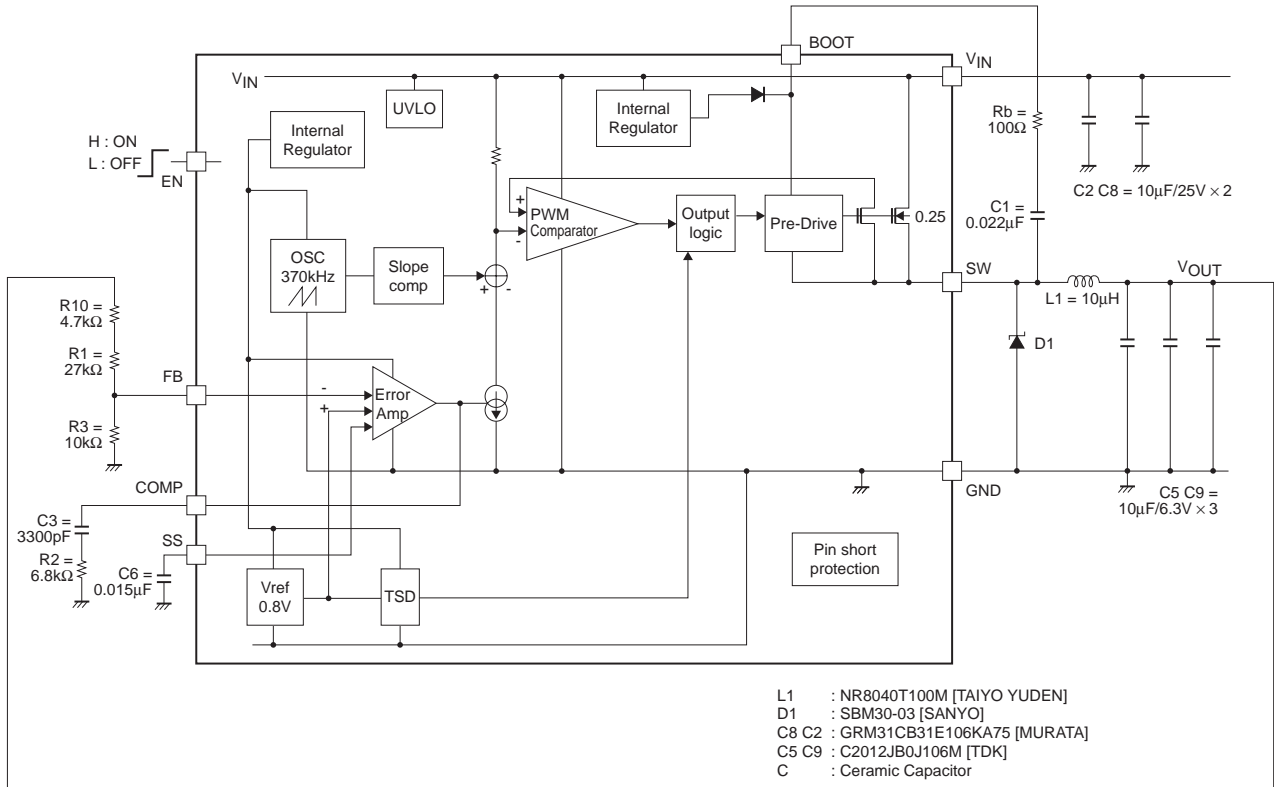 BOOT
VIN
VIN
UVLO
Internal
Regulator
Internal
Regulator
Rb =
100Ω
H : ON
L : OFF
EN
C2 C8 = 10µF/25V × 2
+
PWM
Comparator
-
Output
logic
Pre-Drive
0.25
C1 =
0.022µF
OSC
370kHz
Slope
comp
+
-
SW
VOUT
L1 = 10µH
R10 =
4.7kΩ
R1 =
27kΩ
D1
FB
-
Error
+
Amp
R3 =
10kΩ
COMP
GND
C5 C9 =
10µF/6.3V × 3
C3 =
3300pF
SS
R2 =
6.8kΩ
C6 =
0.015µF
Vref
0.8V
TSD
Pin short
protection
L1 : NR8040T100M [TAIYO YUDEN]
D1 : SBM30-03 [SANYO]
C8 C2 : GRM31CB31E106KA75 [MURATA]
C5 C9 : C2012JB0J106M [TDK]
C : Ceramic Capacitor